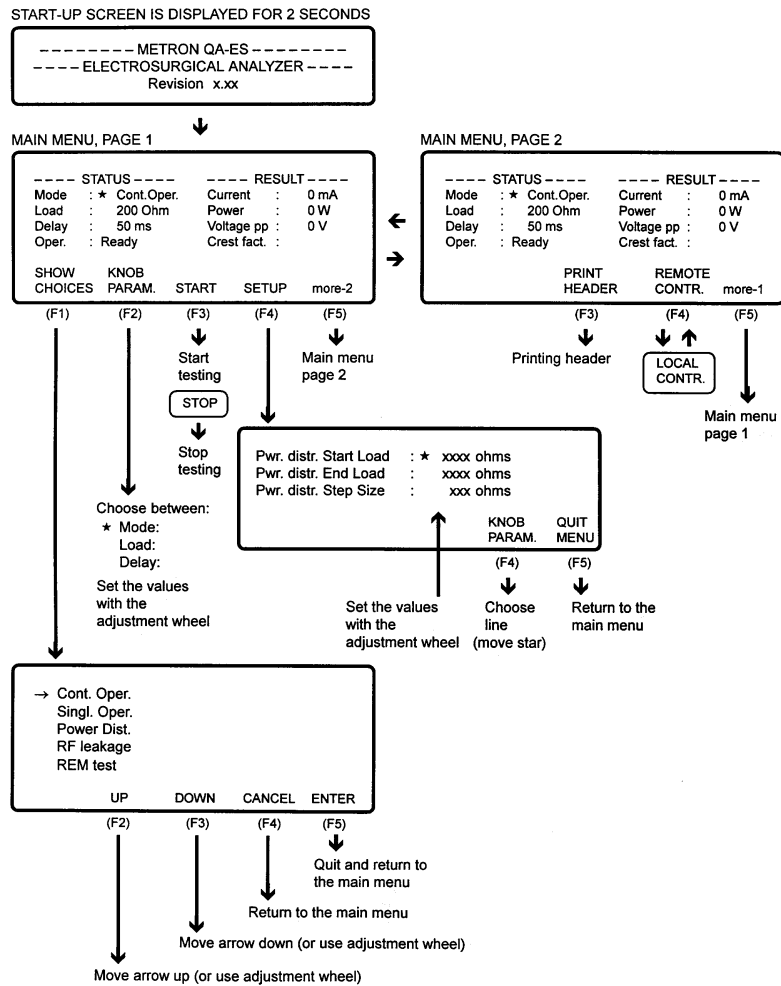 START-UP SCREEN IS DISPLAYED FOR 2 SECONDS
-------- METRON QA-ES --------
---- ELECTROSURGICAL ANALYZER ----
Revision x.xx
MAIN MENU, PAGE 1
---- STATUS ---- ---- RESULT ----
Mode : ★ Cont.Oper. Current : 0 mA
Load : 200 Ohm Power : 0 W
Delay : 50 ms Voltage pp : 0 V
Oper. : Ready Crest fact. :
SHOW CHOICES KNOB PARAM. START SETUP more-2
(F1) (F2) (F3) (F4) (F5)
MAIN MENU, PAGE 2
---- STATUS ---- ---- RESULT ----
Mode : ★ Cont.Oper. Current : 0 mA
Load : 200 Ohm Power : 0 W
Delay : 50 ms Voltage pp : 0 V
Oper. : Ready Crest fact. :
PRINT HEADER REMOTE CONTR. more-1
(F3) (F4) (F5)
Start
testing
STOP
Stop
testing
Main menu
page 2
Printing header
LOCAL
CONTR.
Main menu
page 1
Choose between:
★ Mode:
Load:
Delay:
Set the values
with the
adjustment wheel
Pwr. distr. Start Load : ★ xxxx ohms
Pwr. distr. End Load : xxxx ohms
Pwr. distr. Step Size : xxx ohms
KNOB PARAM. QUIT MENU
(F4) (F5)
Set the values
with the
adjustment wheel
Choose
line
(move star)
Return to the
main menu
→ Cont. Oper.
Singl. Oper.
Power Dist.
RF leakage
REM test
UP DOWN CANCEL ENTER
(F2) (F3) (F4) (F5)
Quit and return to
the main menu
Return to the main menu
Move arrow down (or use adjustment wheel)
Move arrow up (or use adjustment wheel)